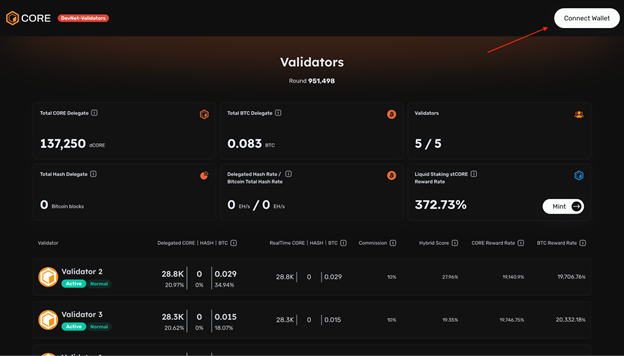 CORE DevNet-Validators Connect Wallet
Validators
Round 951,498
Total CORE Delegate
137,250 dCORE
Total BTC Delegate
0.083 BTC
Validators
5 / 5
Total Hash Delegate
0 Bitcoin blocks
Delegated Hash Rate /
Bitcoin Total Hash Rate
0 EH/s / 0 EH/s
Liquid Staking stCORE
Reward Rate
372.73% Mint
Validator Delegated CORE | HASH | BTC RealTime CORE | HASH | BTC Commission Hybrid Score CORE Reward Rate BTC Reward Rate
Validator 2 28.8K 0 0.029 28.8K 0 0.029 10% 27.96% 19,140.9% 19,706.76%
Active Normal 20.97% 0% 34.94%
Validator 3 28.3K 0 0.015 28.3K 0 0.015 10% 19.35% 19,746.75% 20,332.18%
Active Normal 20.62% 0% 18.07%